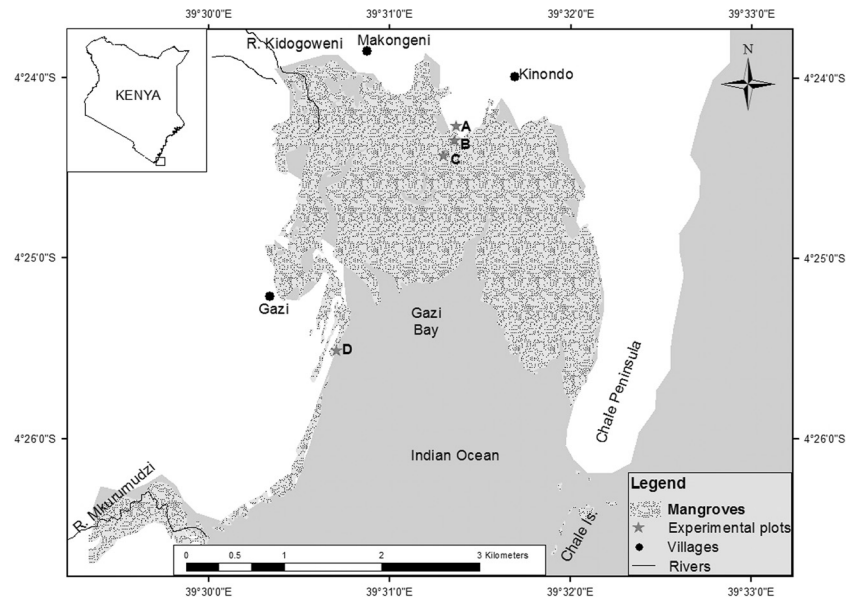 39°30'0"E 39°31'0"E 39°32'0"E 39°33'0"E
R. Kidogoweni
Makongeni
KENYA
Kinondo
N
4°24'0"S 4°24'0"S
A
B
C
4°25'0"S 4°25'0"S
Gazi
Gazi
Bay
D
Chale Peninsula
4°26'0"S 4°26'0"S
Indian Ocean
R. Mkurumudzi
Chale Is.
Legend
Mangroves
Experimental plots
Villages
Rivers
0 0.5 1 2 3 Kilometers
39°30'0"E 39°31'0"E 39°32'0"E 39°33'0"E